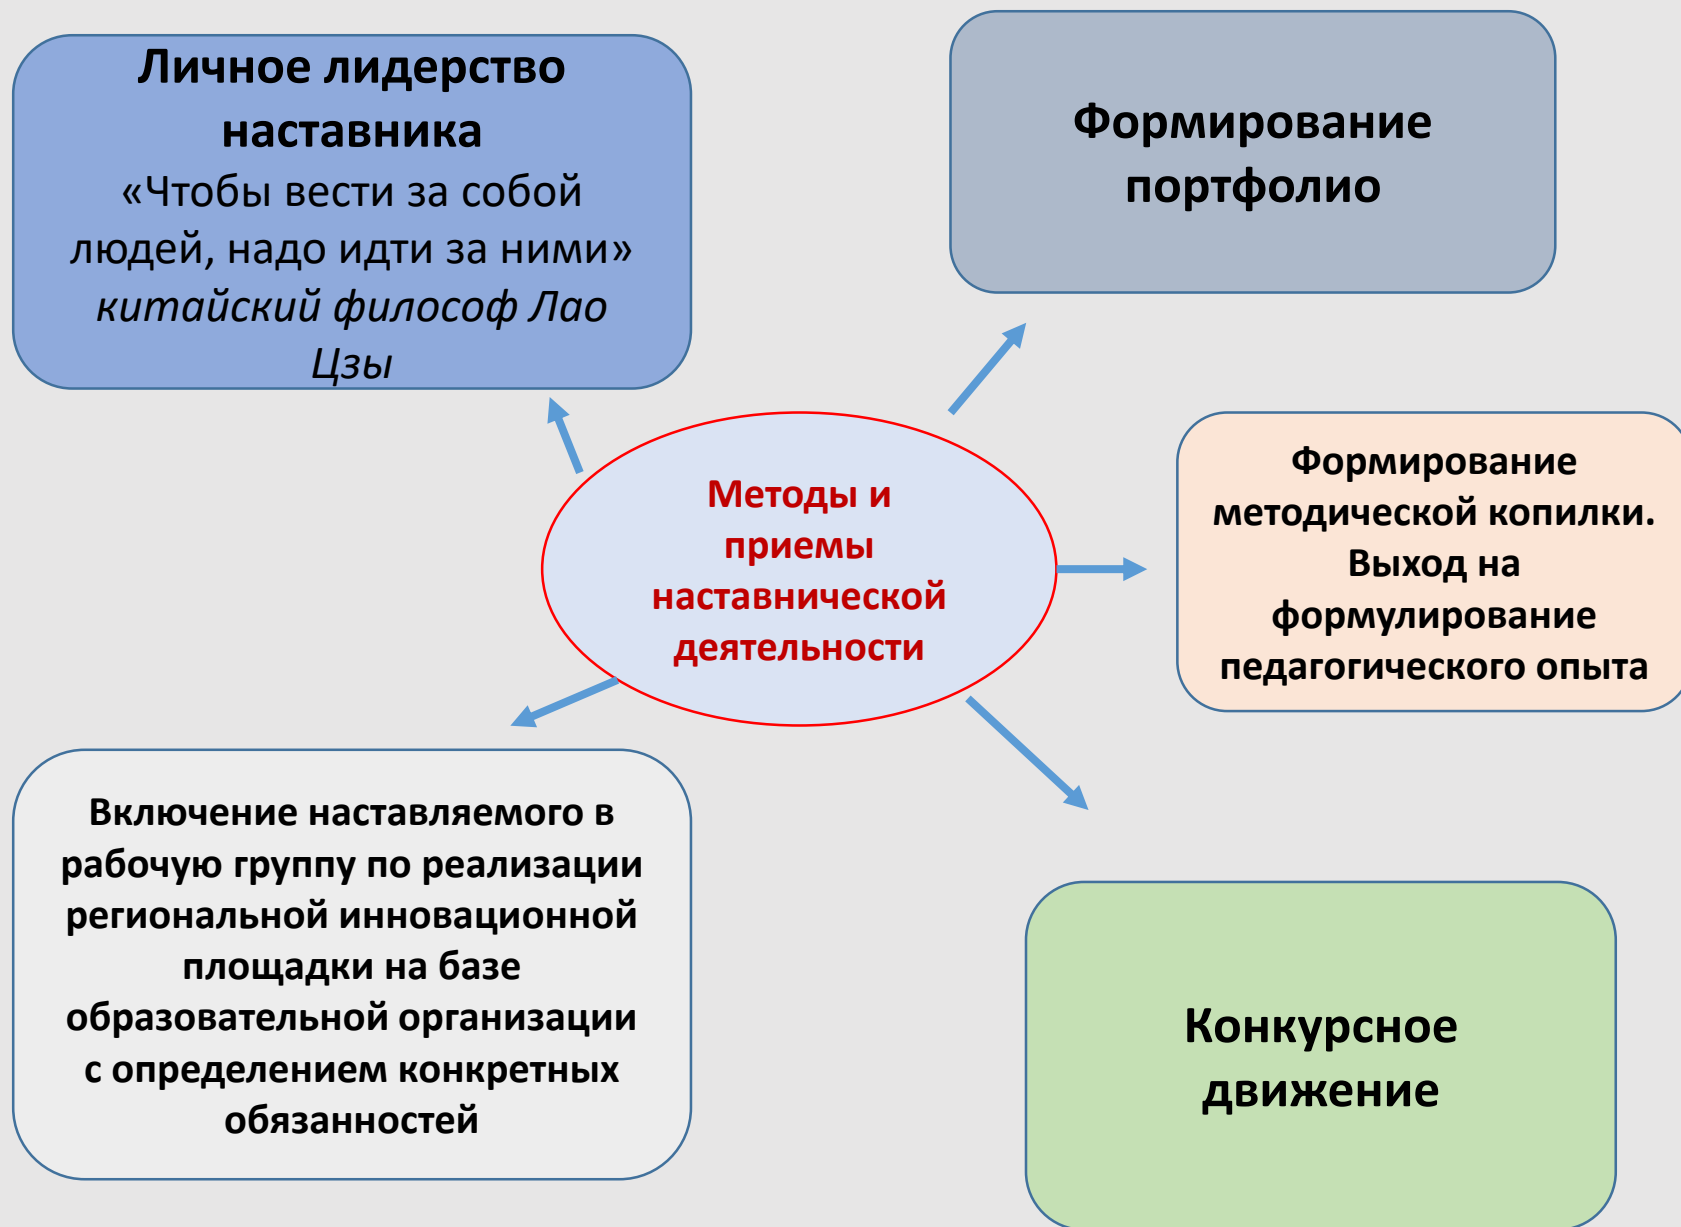 Личное лидерство
наставника
«Чтобы вести за собой
людей, надо идти за ними»
китайский философ Лао
Цзы
Формирование
портфолио
Методы и
приемы
наставнической
деятельности
Формирование
методической копилки.
Выход на
формулирование
педагогического опыта
Включение наставляемого в
рабочую группу по реализации
региональной инновационной
площадки на базе
образовательной организации
с определением конкретных
обязанностей
Конкурсное
движение